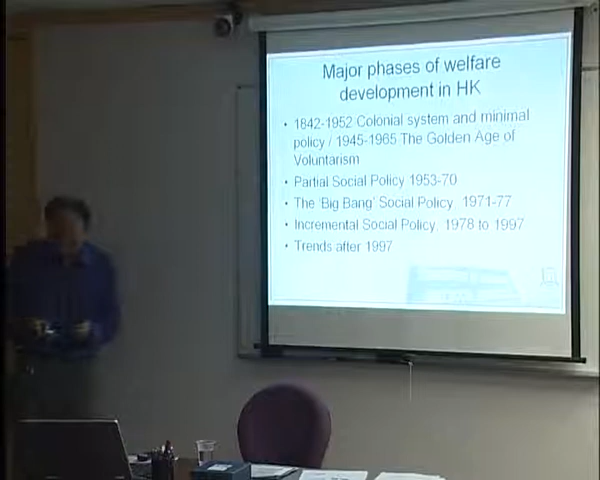 Major phases of welfare
development in HK
• 1842-1952 Colonial system and minimal
policy / 1945-1965 The Golden Age of
Voluntarism
• Partial Social Policy 1953-70
• The 'Big Bang' Social Policy. 1971-77
• Incremental Social Policy. 1978 to 1997
• Trends after 1997